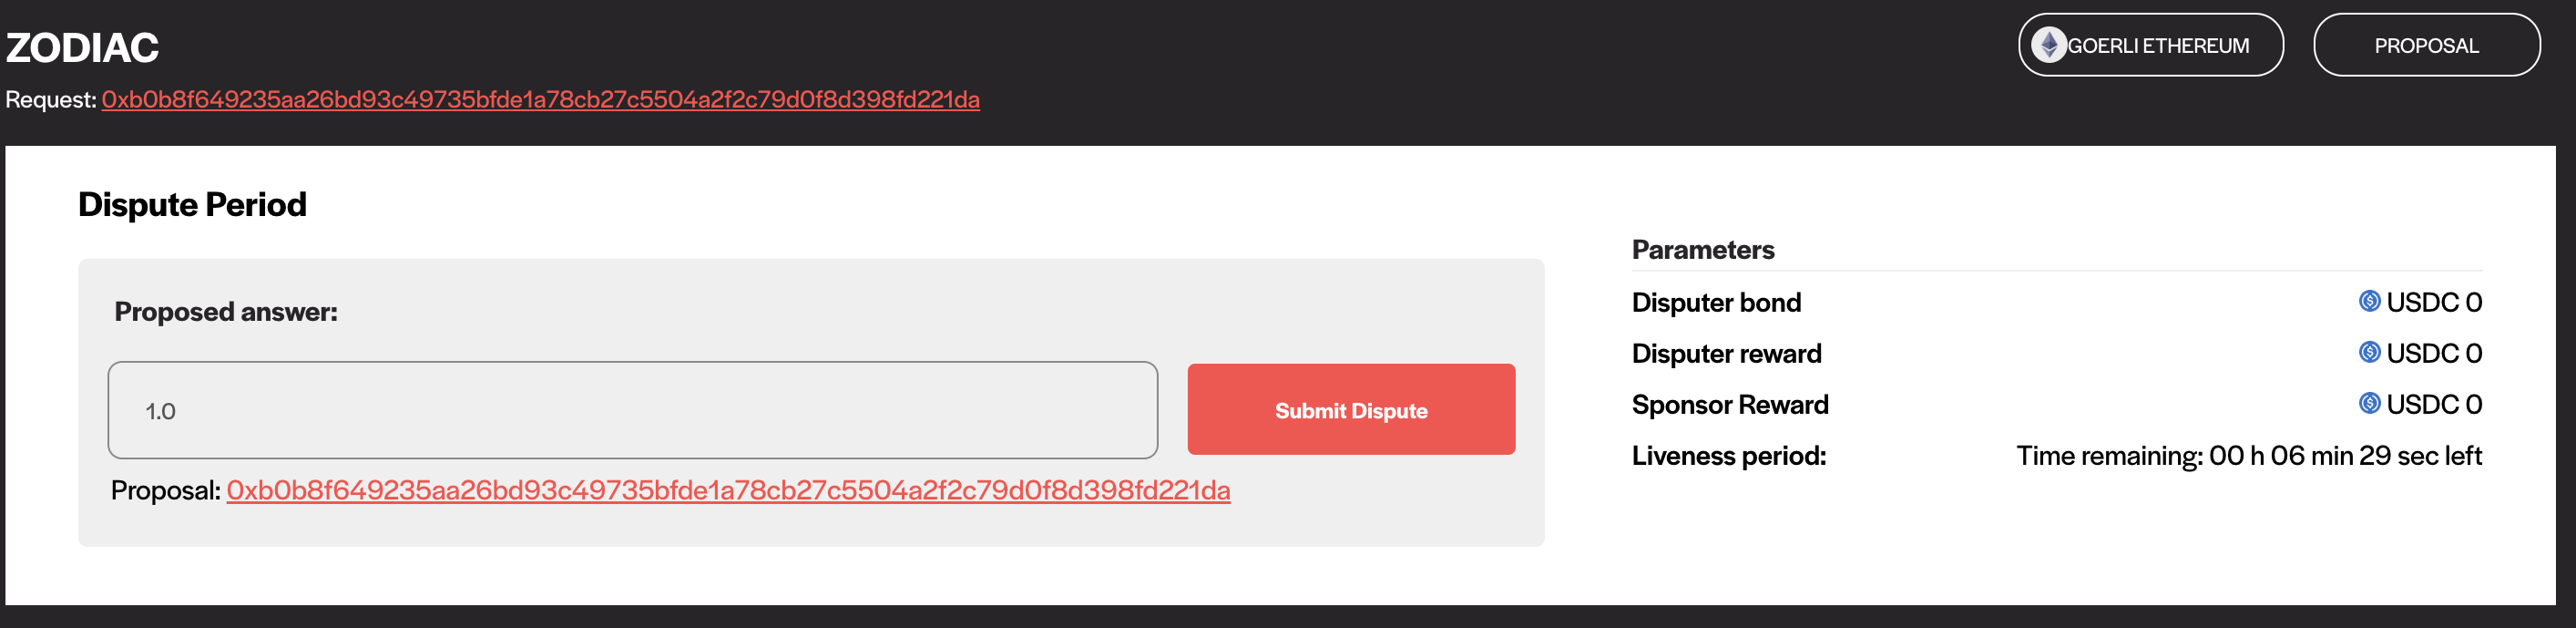 ZODIAC
GOERLI ETHEREUM
PROPOSAL
Request: 0xb0b8f649235aa26bd93c49735bfde1a78cb27c5504a2f2c79d0f8d398fd221da
Dispute Period
Proposed answer:
1.0
Submit Dispute
Proposal: 0xb0b8f649235aa26bd93c49735bfde1a78cb27c5504a2f2c79d0f8d398fd221da
Parameters
Disputer bond USDC 0
Disputer reward USDC 0
Sponsor Reward USDC 0
Liveness period: Time remaining: 00 h 06 min 29 sec left